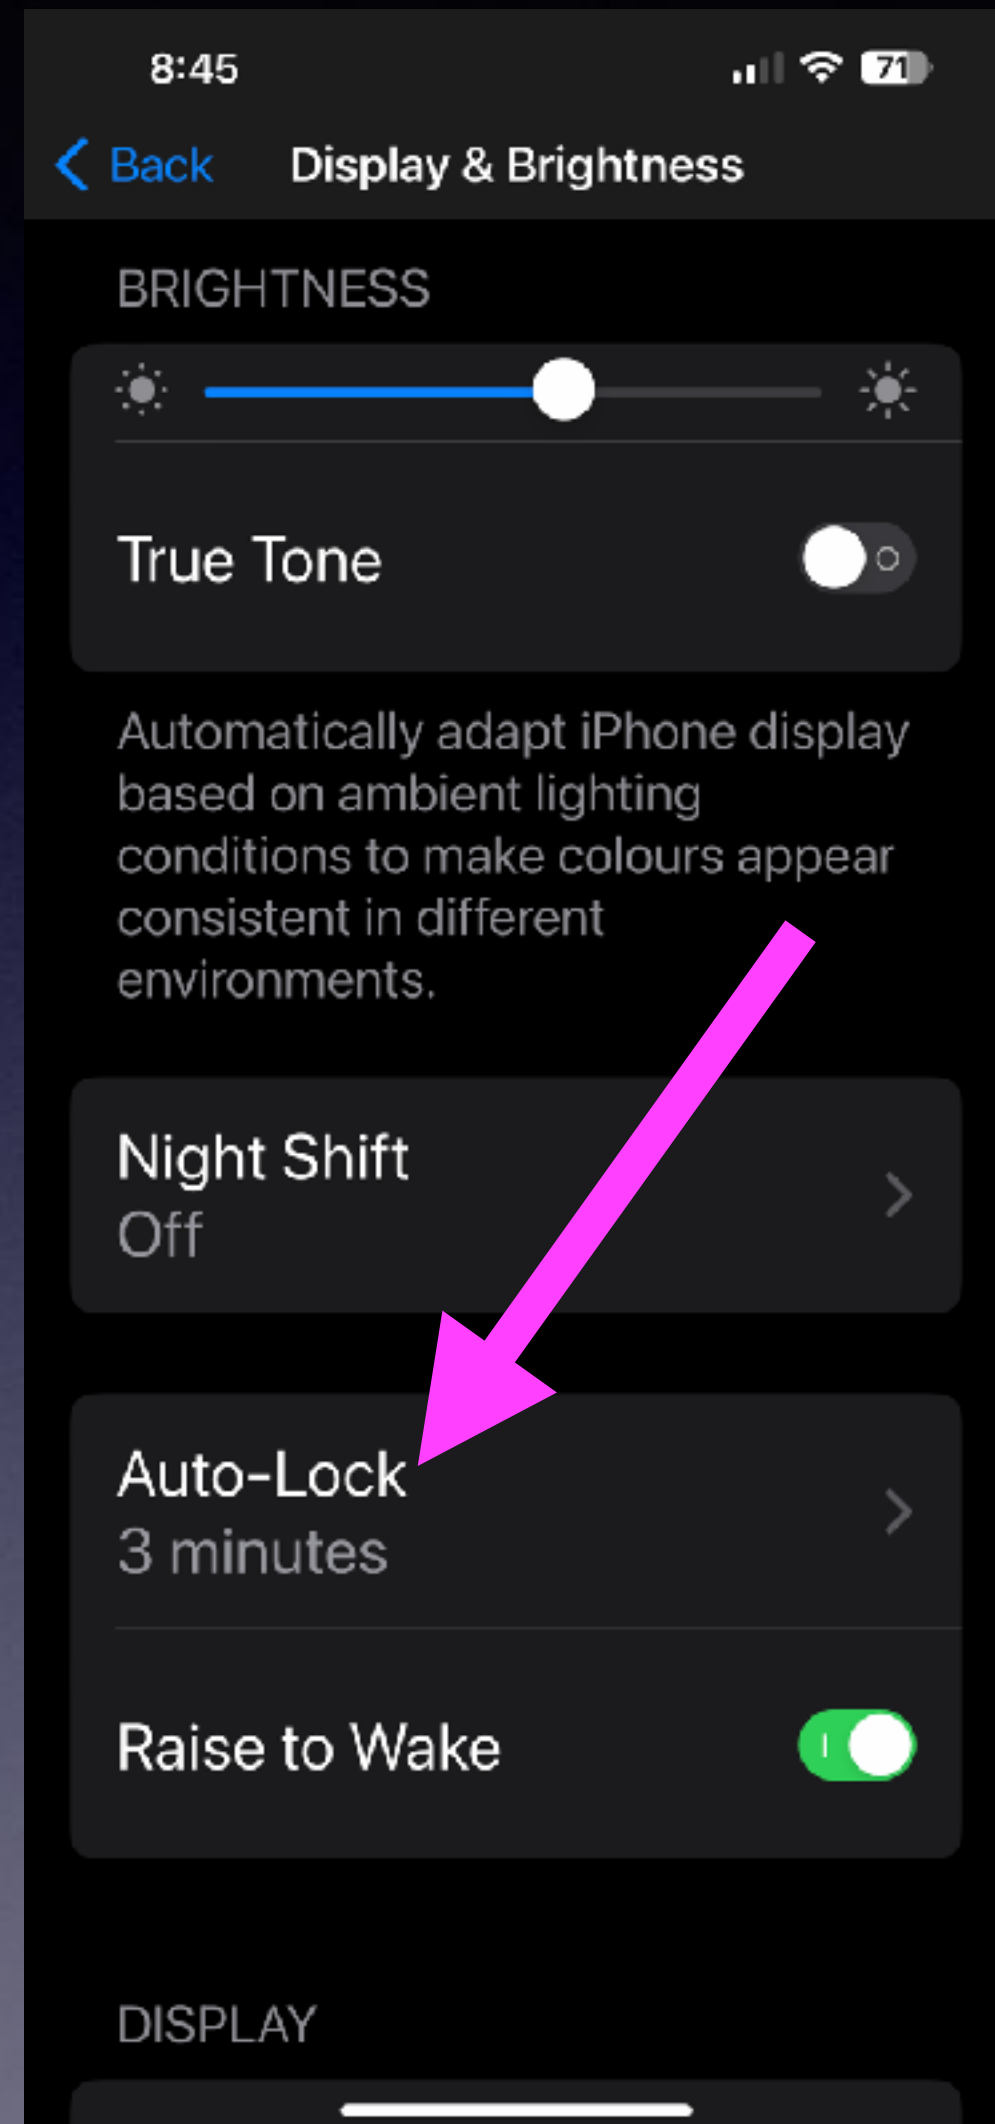 8:45
71
Back
Display & Brightness
BRIGHTNESS
True Tone
Automatically adapt iPhone display
based on ambient lighting
conditions to make colours appear
consistent in different
environments.
Night Shift
Off
Auto-Lock
3 minutes
Raise to Wake
DISPLAY